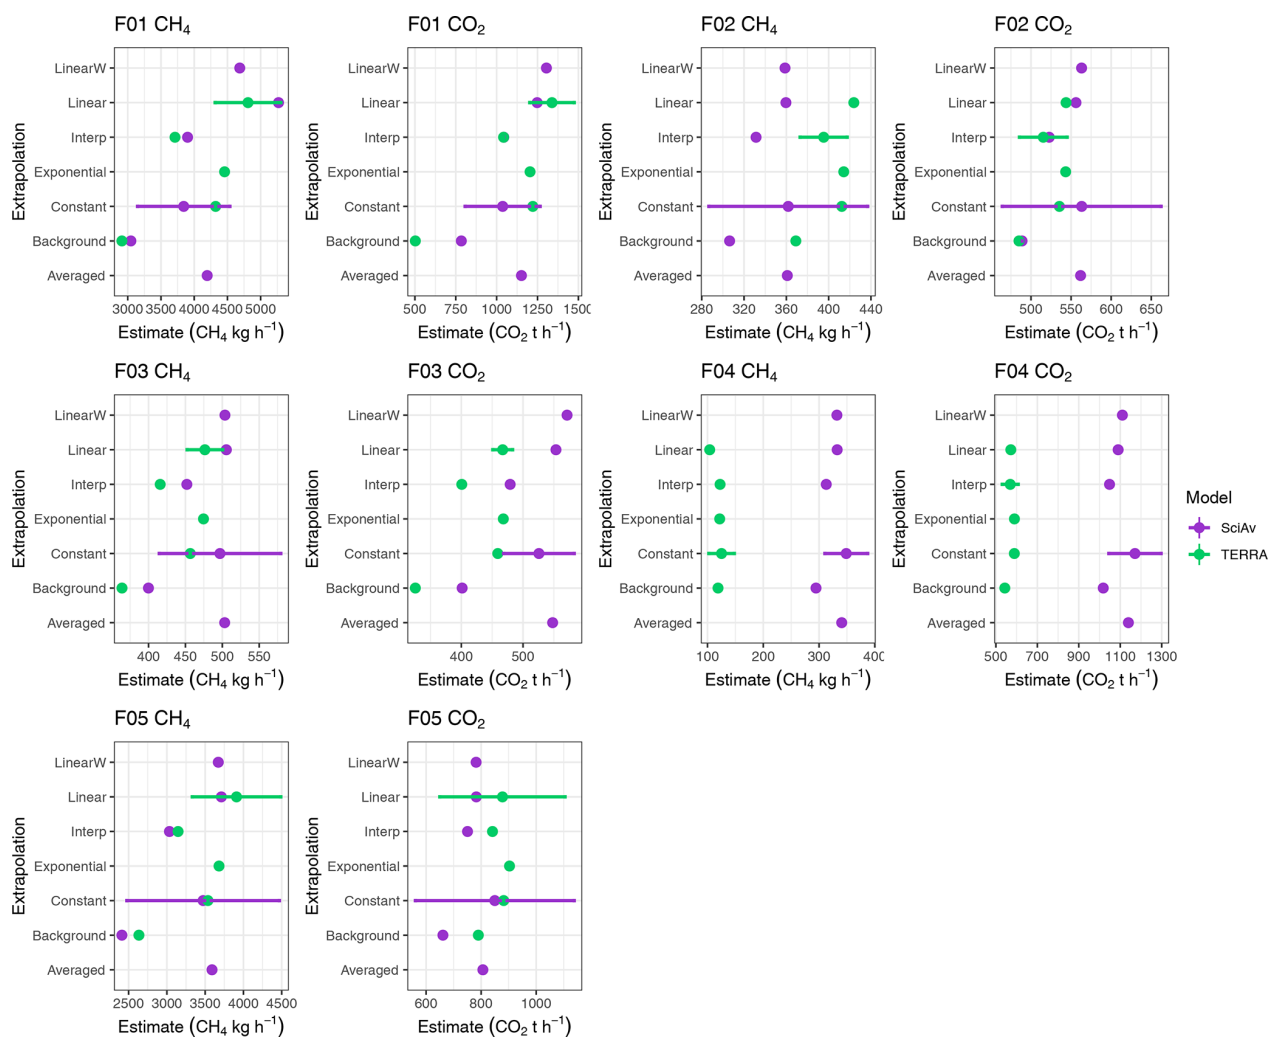 F01 CH₄
F01 CO₂
F02 CH₄
F02 CO₂
Extrapolation
LinearW
Linear
Interp
Exponential
Constant
Background
Averaged
3000 3500 4000 4500 5000
Estimate (CH₄ kg h⁻¹)
Extrapolation
LinearW
Linear
Interp
Exponential
Constant
Background
Averaged
500 750 1000 1250 1500
Estimate (CO₂ t h⁻¹)
Extrapolation
LinearW
Linear
Interp
Exponential
Constant
Background
Averaged
280 320 360 400 440
Estimate (CH₄ kg h⁻¹)
Extrapolation
LinearW
Linear
Interp
Exponential
Constant
Background
Averaged
500 550 600 650
Estimate (CO₂ t h⁻¹)
F03 CH₄
F03 CO₂
F04 CH₄
F04 CO₂
Extrapolation
LinearW
Linear
Interp
Exponential
Constant
Background
Averaged
400 450 500 550
Estimate (CH₄ kg h⁻¹)
Extrapolation
LinearW
Linear
Interp
Exponential
Constant
Background
Averaged
400 500
Estimate (CO₂ t h⁻¹)
Extrapolation
LinearW
Linear
Interp
Exponential
Constant
Background
Averaged
100 200 300 400
Estimate (CH₄ kg h⁻¹)
Extrapolation
LinearW
Linear
Interp
Exponential
Constant
Background
Averaged
500 700 900 1100 1300
Estimate (CO₂ t h⁻¹)
Model
SciAv
TERRA
F05 CH₄
F05 CO₂
Extrapolation
LinearW
Linear
Interp
Exponential
Constant
Background
Averaged
2500 3000 3500 4000 4500
Estimate (CH₄ kg h⁻¹)
Extrapolation
LinearW
Linear
Interp
Exponential
Constant
Background
Averaged
600 800 1000
Estimate (CO₂ t h⁻¹)